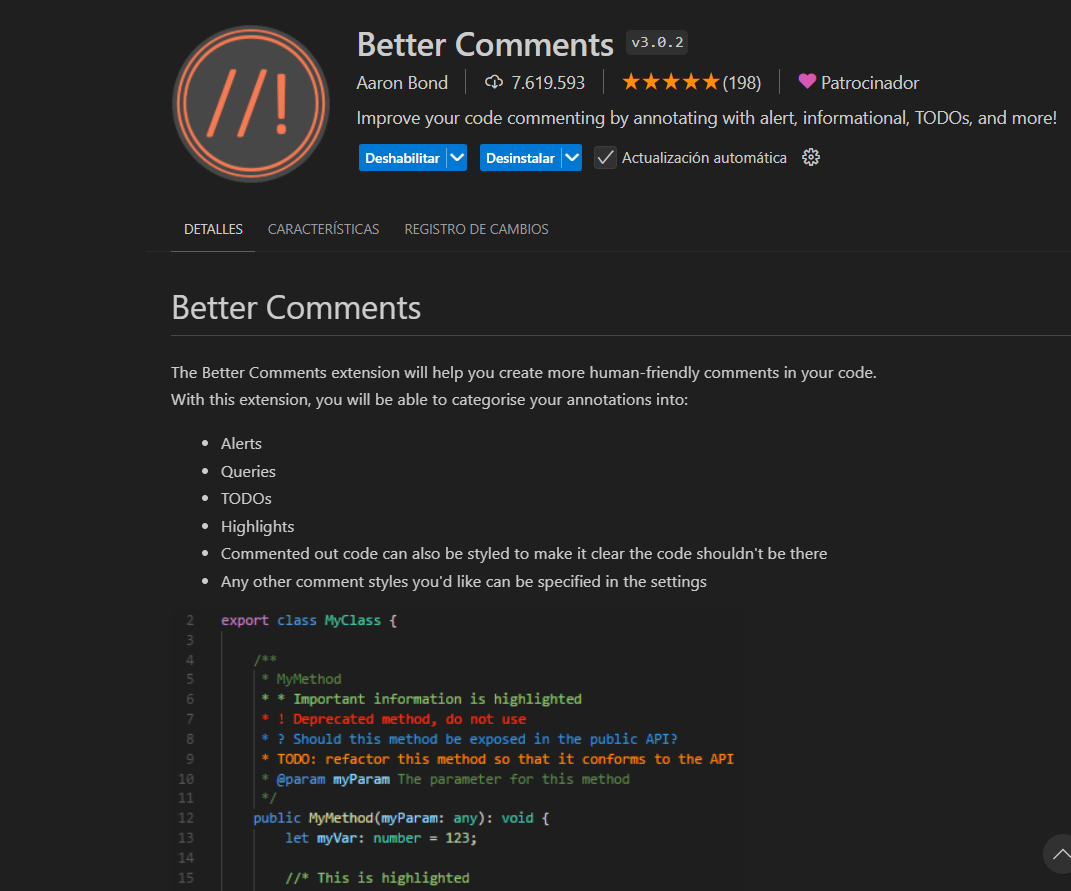 //!
Better Comments v3.0.2
Aaron Bond 7.619.593 (198) Patrocinador
Improve your code commenting by annotating with alert, informational, TODOs, and more!
Deshabilitar Desinstalar Actualización automática
DETALLES CARACTERÍSTICAS REGISTRO DE CAMBIOS
Better Comments
The Better Comments extension will help you create more human-friendly comments in your code.
With this extension, you will be able to categorise your annotations into:
• Alerts
• Queries
• TODOs
• Highlights
• Commented out code can also be styled to make it clear the code shouldn't be there
• Any other comment styles you'd like can be specified in the settings
2 export class MyClass {
3
4 /**
5 * MyMethod
6 * * Important information is highlighted
7 * ! Deprecated method, do not use
8 * ? Should this method be exposed in the public API?
9 * TODO: refactor this method so that it conforms to the API
10 * @param myParam The parameter for this method
11 */
12 public MyMethod(myParam: any): void {
13 let myVar: number = 123;
14
15 //* This is highlighted